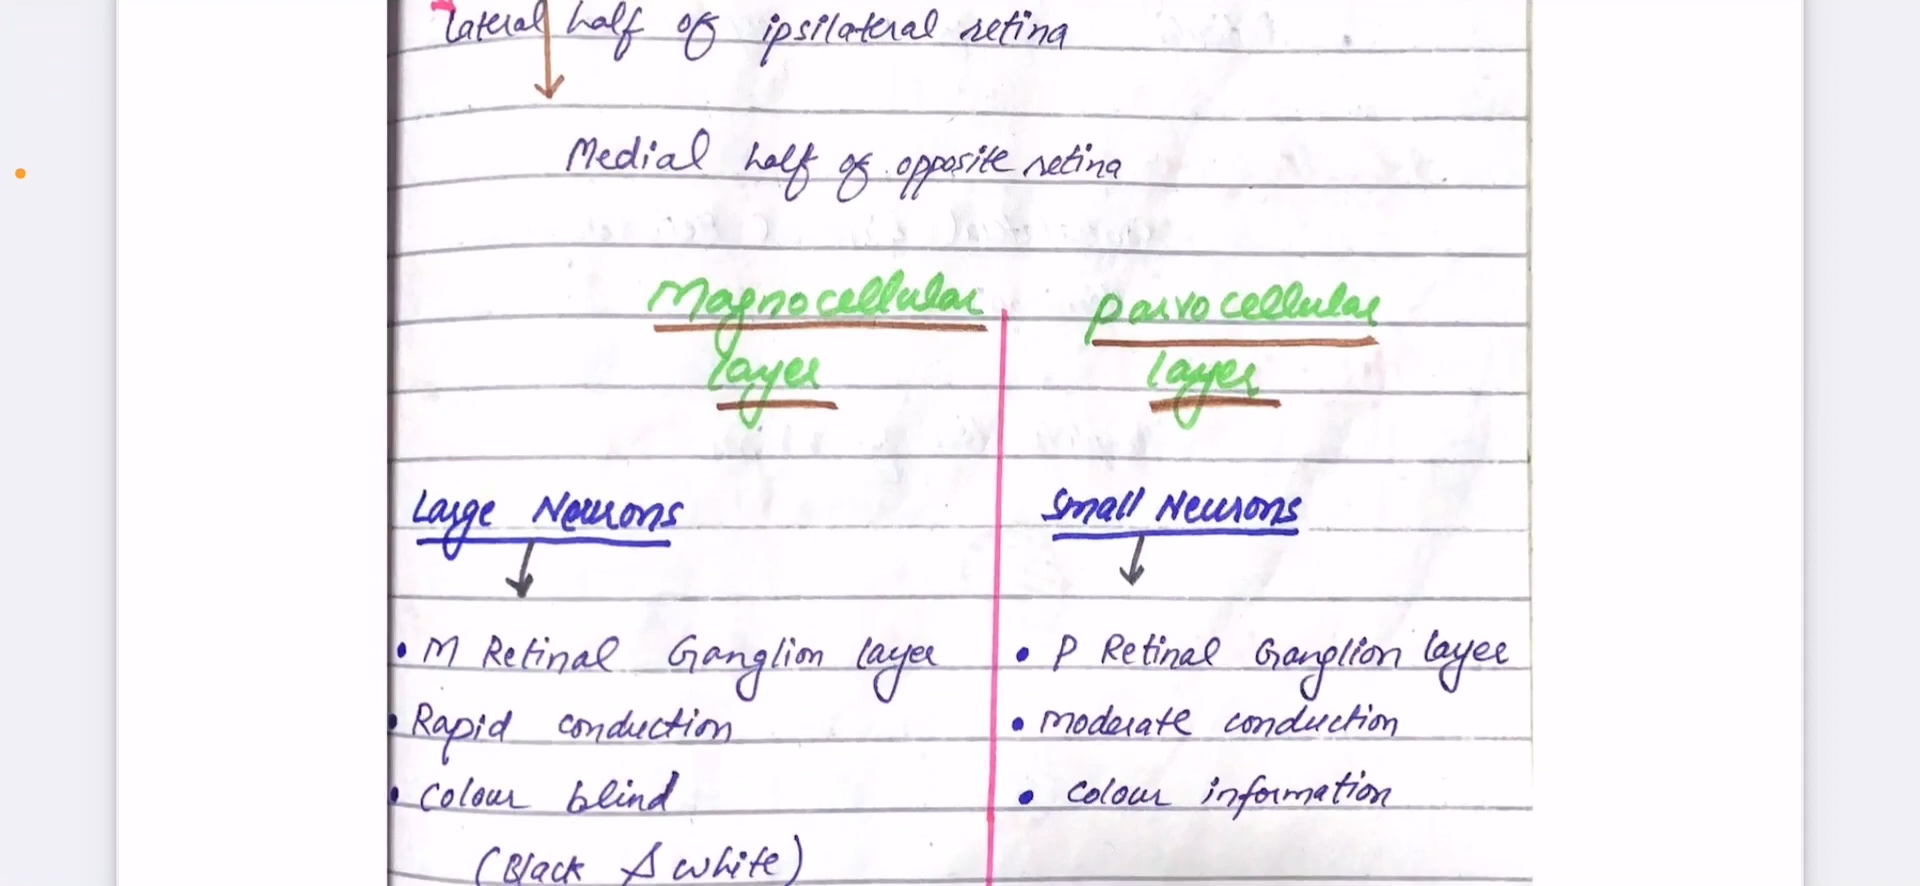 Lateral half of ipsilateral retina
Medial half of opposite retina
Magnocellular layer
Parvocellular layer
Large Neurons
Small Neurons
• M Retinal Ganglion layer
• P Retinal Ganglion layer
• Rapid conduction
• Moderate conduction
• Colour blind
• Colour information
(Black & white)